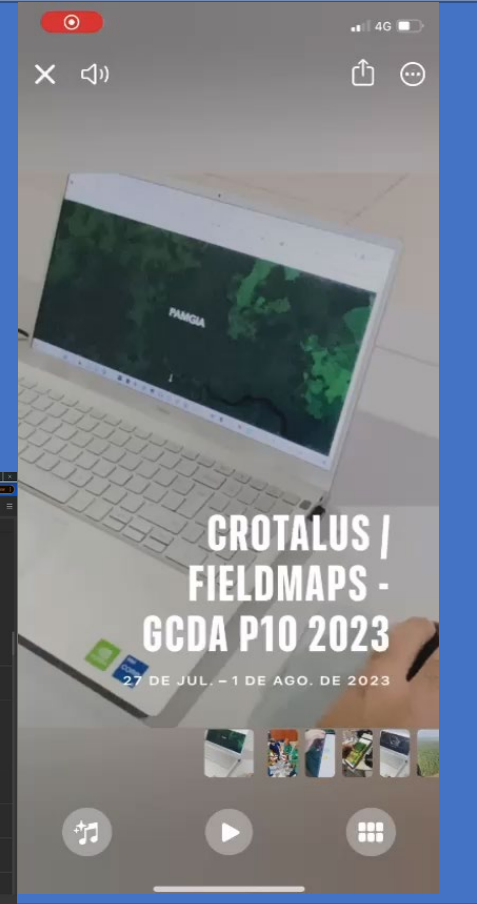 4G
PAMGIA
CROTALUS |
FIELDMAPS -
GCDA P10 2023
27 DE JUL. – 1 DE AGO. DE 2023